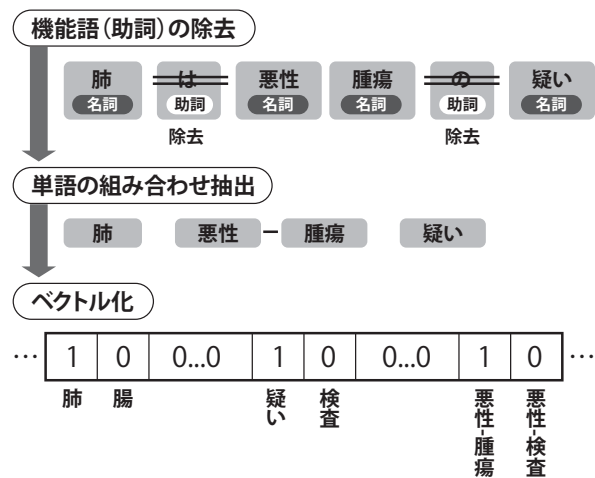 機能語(助詞)の除去
肺 は 悪性 腫瘍 の 疑い
名詞 助詞 名詞 名詞 助詞 名詞
除去 除去
単語の組み合わせ抽出
肺 悪性 - 腫瘍 疑い
ベクトル化
… 1 0 0...0 1 0 0...0 1 0 …
肺 腸 疑い 検査 悪性-腫瘍 悪性-検査